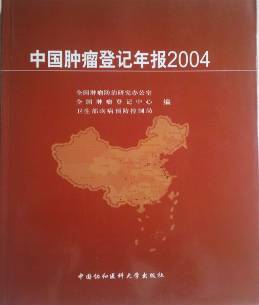 中国肿瘤登记年报2004
全国肿瘤防治研究办公室
全国肿瘤登记中心 编
卫生部疾病预防控制局
中国协和医科大学出版社